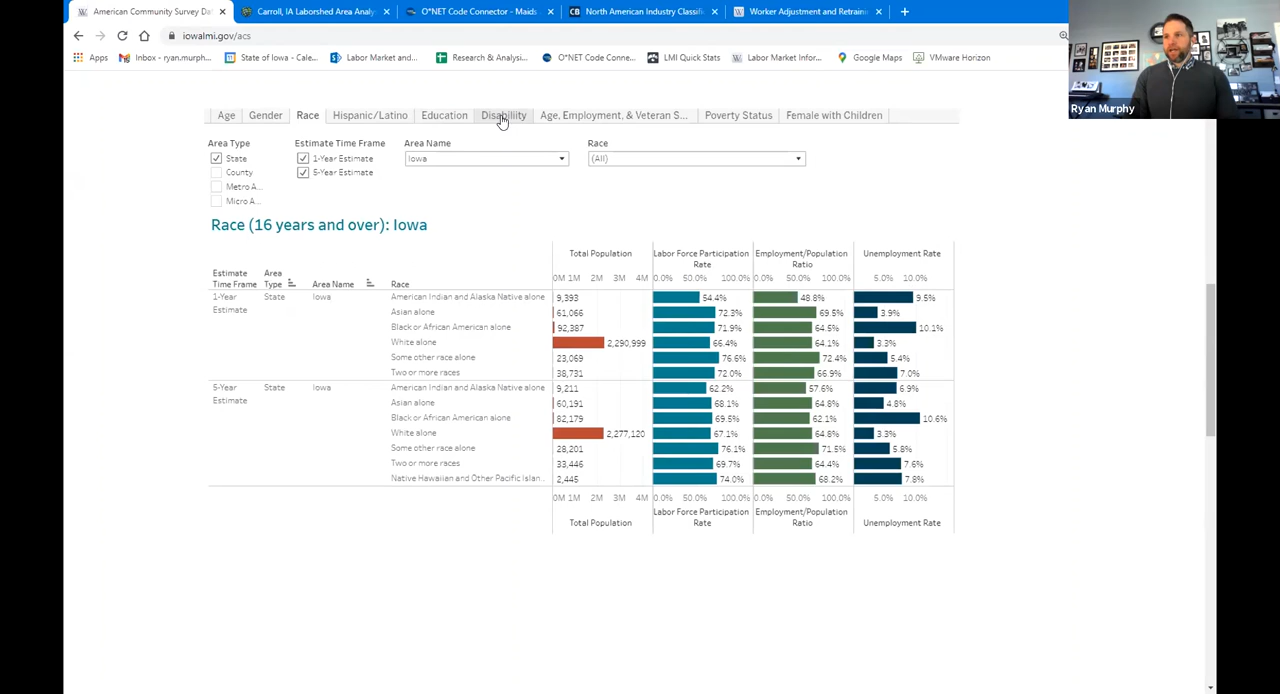 American Community Survey Da
Carroll, IA Laborshed Area Analy
O*NET Code Connector - Maids
North American Industry Classifi
Worker Adjustment and Retraini
iowalmi.gov/acs
Apps
Inbox - ryan.murph...
State of Iowa - Cale...
Labor Market and...
Research & Analysi...
O*NET Code Conne...
LMI Quick Stats
Labor Market Infor...
Google Maps
VMware Horizon
Ryan Murphy
Age Gender Race Hispanic/Latino Education Disability Age, Employment, & Veteran S... Poverty Status Female with Children
Area Type Estimate Time Frame Area Name Race
State 1-Year Estimate Iowa (All)
County 5-Year Estimate
Metro A...
Micro A...
Race (16 years and over): Iowa
Total Population Labor Force Participation Rate Employment/Population Ratio Unemployment Rate
Estimate Time Frame Area Type Area Name Race 0M 1M 2M 3M 4M 0.0% 50.0% 100.0% 0.0% 50.0% 100.0% 5.0% 10.0%
1-Year Estimate State Iowa American Indian and Alaska Native alone 9,393 54.4% 48.8% 9.5%
Asian alone 61,066 72.3% 69.5% 3.9%
Black or African American alone 92,387 71.9% 64.5% 10.1%
White alone 2,290,999 66.4% 64.1% 3.3%
Some other race alone 23,069 76.6% 72.4% 5.4%
Two or more races 38,731 72.0% 66.9% 7.0%
5-Year Estimate State Iowa American Indian and Alaska Native alone 9,211 62.2% 57.6% 6.9%
Asian alone 60,191 68.1% 64.8% 4.8%
Black or African American alone 82,179 69.5% 62.1% 10.6%
White alone 2,277,120 67.1% 64.8% 3.3%
Some other race alone 28,201 76.1% 71.5% 5.8%
Two or more races 33,446 69.7% 64.4% 7.6%
Native Hawaiian and Other Pacific Islan... 2,445 74.0% 68.2% 7.8%
0M 1M 2M 3M 4M 0.0% 50.0% 100.0% 0.0% 50.0% 100.0% 5.0% 10.0%
Total Population Labor Force Participation Rate Employment/Population Ratio Unemployment Rate